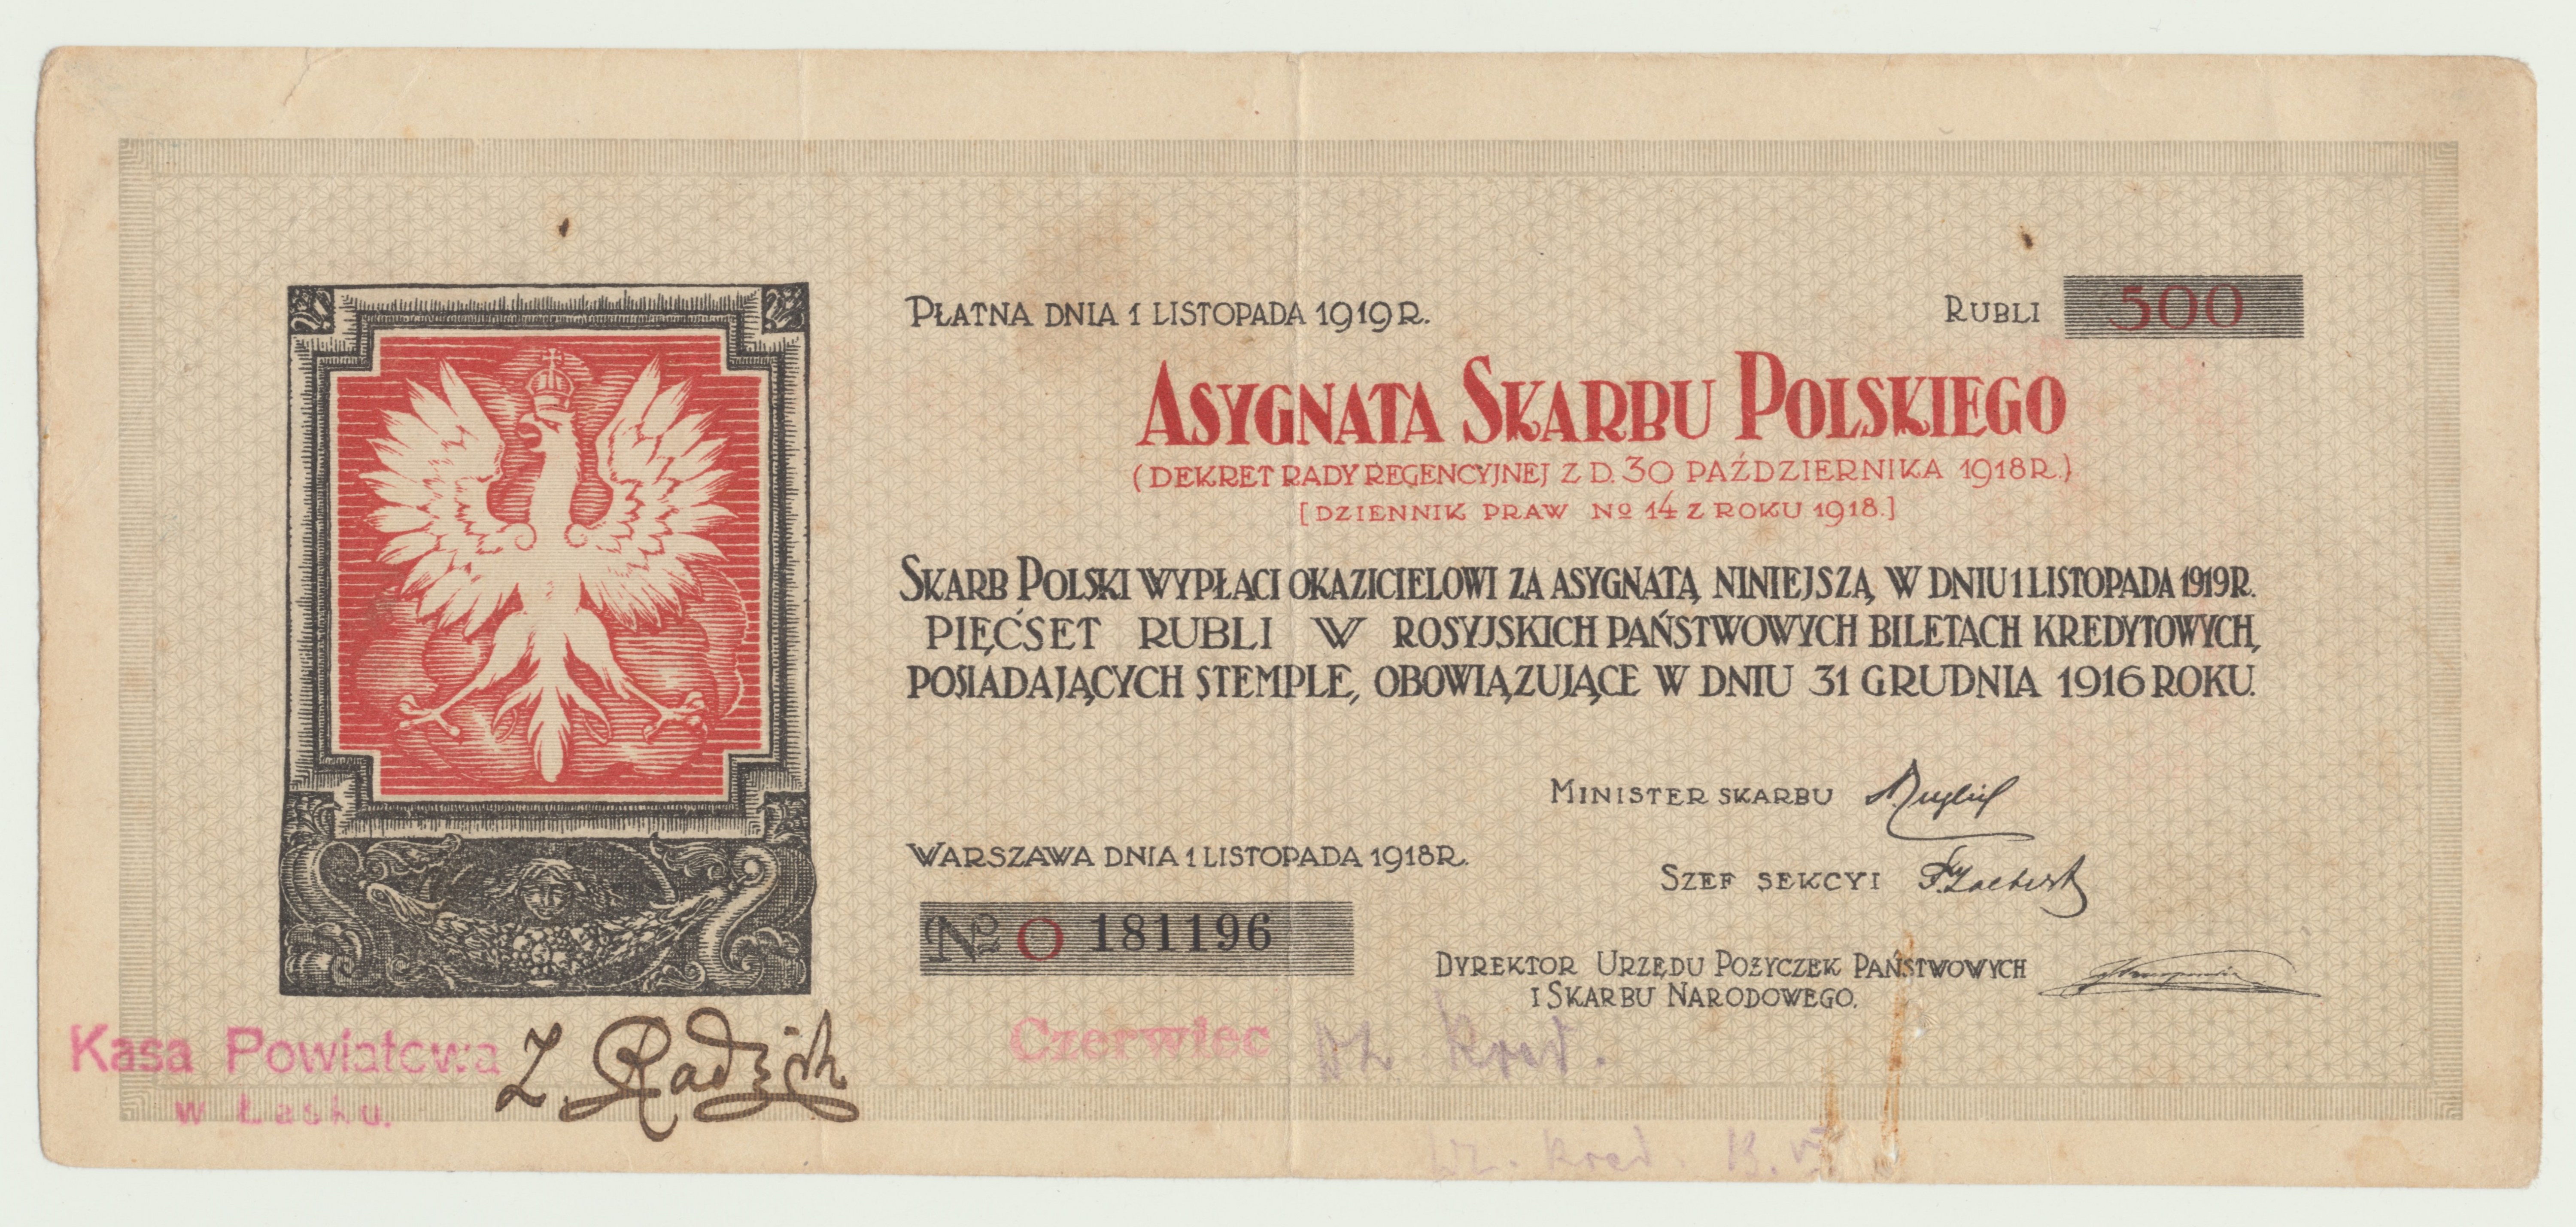 PŁATNA DNIA 1 LISTOPADA 1919 R.
RUBLI 500
ASYGNATA SKARBU POLSKIEGO
(DEKRET RADY REGENCYJNEJ Z D. 30 PAŹDZIERNIKA 1918 R.)
[DZIENNIK PRAW Nº 14 Z ROKU 1918.]
SKARB POLSKI WYPŁACI OKAZICIELOWI ZA ASYGNATĄ NINIEJSZĄ, W DNIU 1 LISTOPADA 1919 R.
PIĘĆSET RUBLI W ROSYJSKICH PAŃSTWOWYCH BILETACH KREDYTOWYCH,
POSIADAJĄCYCH STEMPLE, OBOWIĄZUJĄCE W DNIU 31 GRUDNIA 1916 ROKU.
MINISTER SKARBU
WARSZAWA DNIA 1 LISTOPADA 1918 R.
SZEF SEKCYI
Nº O 181196
DYREKTOR URZĘDU POŻYCZEK PAŃSTWOWYCH
I SKARBU NARODOWEGO.
Kasa Powiatowa
w Łasku.
Czerwiec
kred.
kred.